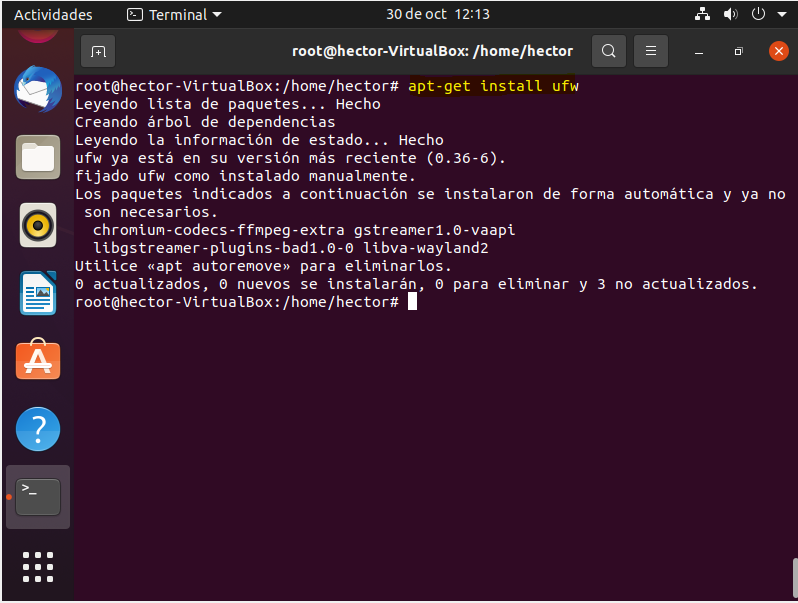 Actividades Terminal 30 de oct 12:13
root@hector-VirtualBox: /home/hector
root@hector-VirtualBox:/home/hector# apt-get install ufw
Leyendo lista de paquetes... Hecho
Creando árbol de dependencias
Leyendo la información de estado... Hecho
ufw ya está en su versión más reciente (0.36-6).
fijado ufw como instalado manualmente.
Los paquetes indicados a continuación se instalaron de forma automática y ya no
son necesarios.
chromium-codecs-ffmpeg-extra gstreamer1.0-vaapi
libgstreamer-plugins-bad1.0-0 libva-wayland2
Utilice «apt autoremove» para eliminarlos.
0 actualizados, 0 nuevos se instalarán, 0 para eliminar y 3 no actualizados.
root@hector-VirtualBox:/home/hector#